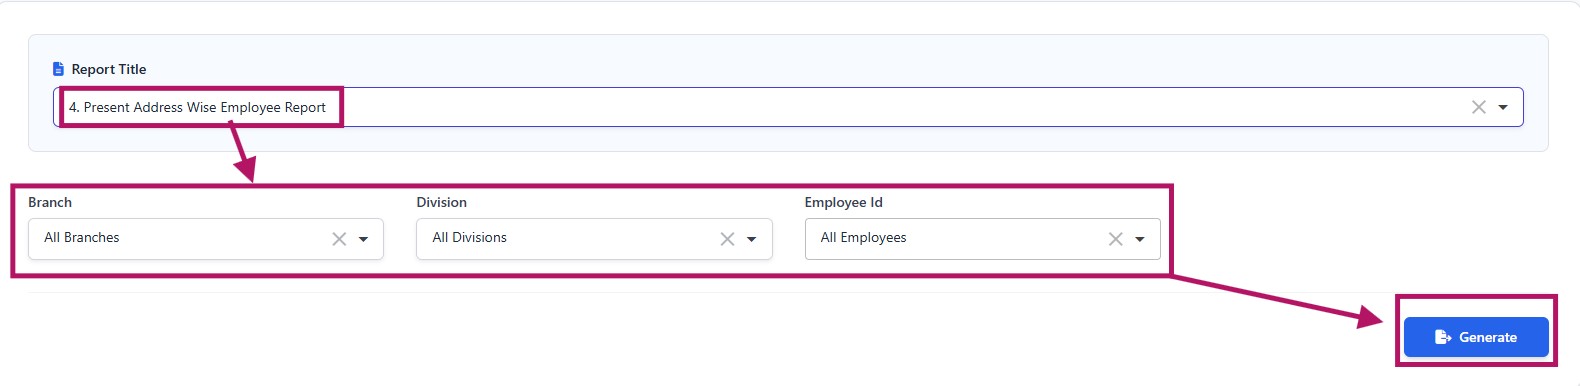 Report Title
4. Present Address Wise Employee Report
Branch Division Employee Id
All Branches All Divisions All Employees
Generate